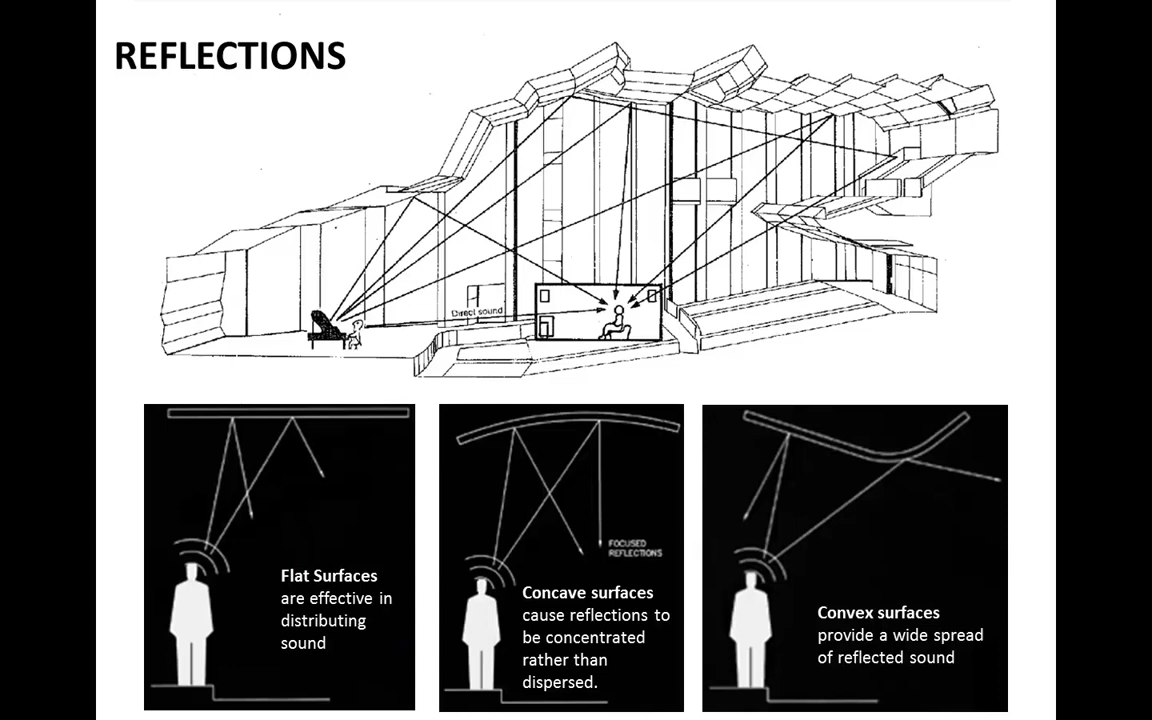 REFLECTIONS
Direct sound
FOCUSED
REFLECTIONS
Flat Surfaces
are effective in
distributing
sound
Concave surfaces
cause reflections to
be concentrated
rather than
dispersed.
Convex surfaces
provide a wide spread
of reflected sound